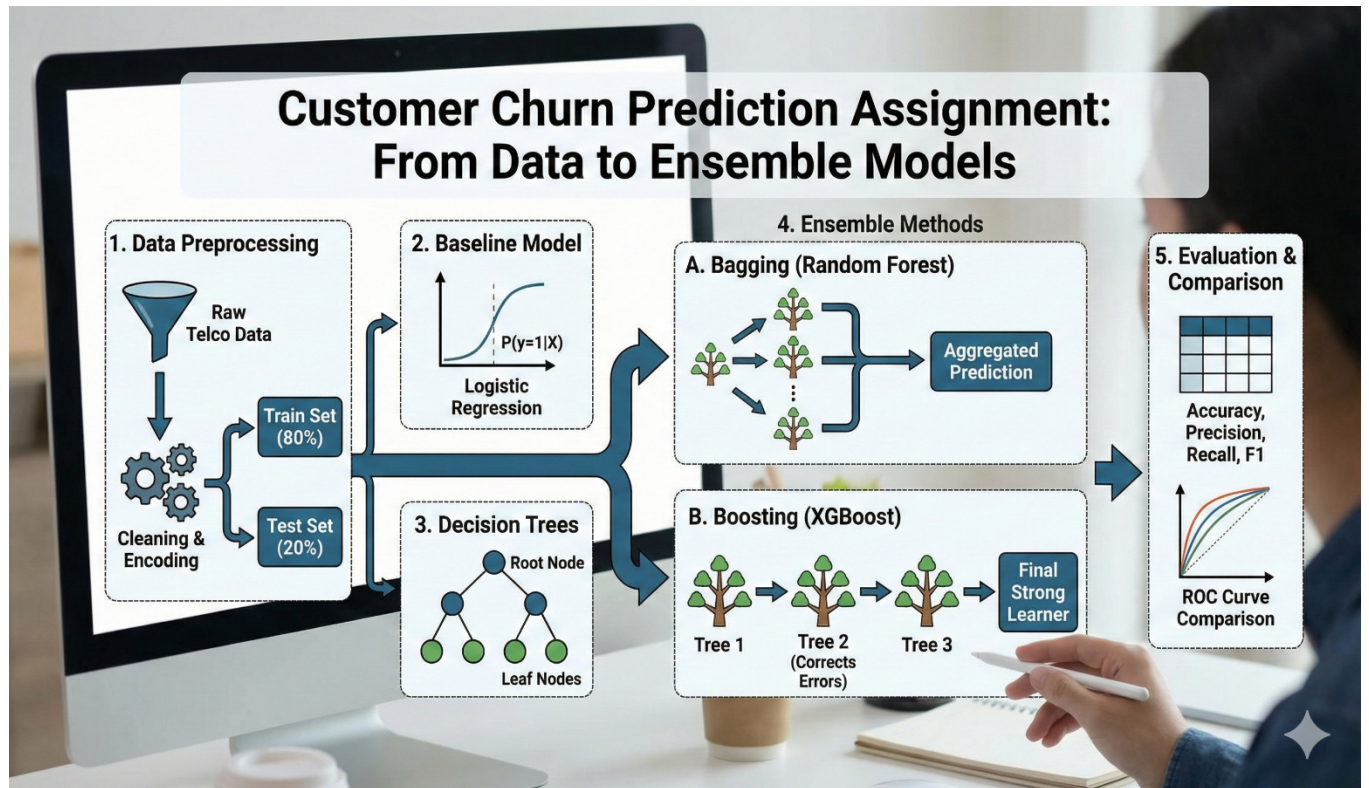 Customer Churn Prediction Assignment:
From Data to Ensemble Models
1. Data Preprocessing
Raw
Telco Data
Train Set
(80%)
Cleaning &
Encoding
Test Set
(20%)
2. Baseline Model
P(y=1|X)
Logistic
Regression
3. Decision Trees
Root Node
Leaf Nodes
4. Ensemble Methods
A. Bagging (Random Forest)
Aggregated
Prediction
B. Boosting (XGBoost)
Tree 1
Tree 2
(Corrects
Errors)
Tree 3
Final
Strong
Learner
5. Evaluation &
Comparison
Accuracy,
Precision,
Recall, F1
ROC Curve
Comparison